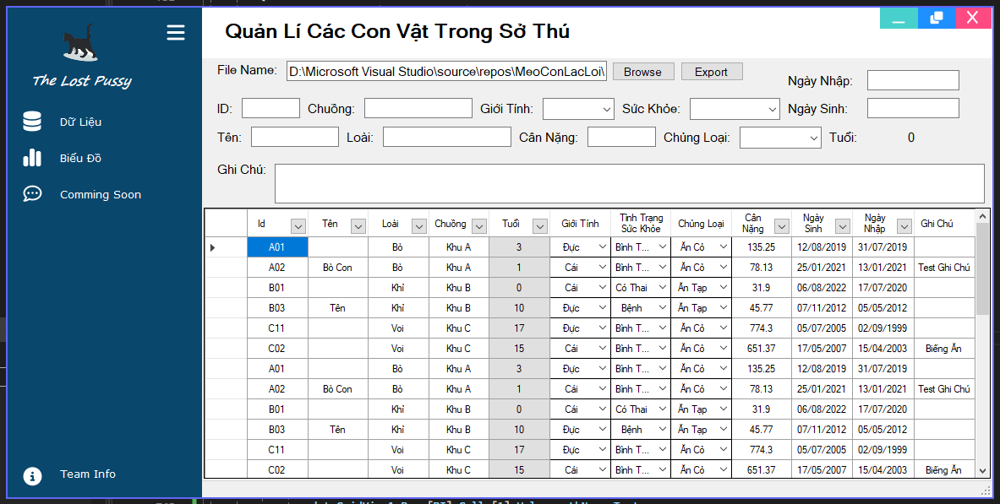 Quản Lí Các Con Vật Trong Sở Thú
The Lost Pussy
Dữ Liệu
Biểu Đồ
Comming Soon
Team Info
File Name: D:\Microsoft Visual Studio\source\repos\MeoConLacLoi\ Browse Export
Ngày Nhập:
ID: Chuồng: Giới Tính: Sức Khỏe: Ngày Sinh:
Tên: Loài: Cân Nặng: Chủng Loại: Tuổi: 0
Ghi Chú:
Id Tên Loài Chuồng Tuổi Giới Tính Tình Trạng Sức Khỏe Chủng Loại Cân Nặng Ngày Sinh Ngày Nhập Ghi Chú
A01 Bò Khu A 3 Đực Bình T... Ăn Cỏ 135.25 12/08/2019 31/07/2019
A02 Bò Con Bò Khu A 1 Cái Bình T... Ăn Cỏ 78.13 25/01/2021 13/01/2021 Test Ghi Chú
B01 Khỉ Khu B 0 Cái Có Thai Ăn Tạp 31.9 06/08/2022 17/07/2020
B03 Tên Khỉ Khu B 10 Đực Bệnh Ăn Tạp 45.77 07/11/2012 05/05/2012
C11 Voi Khu C 17 Đực Bình T... Ăn Cỏ 774.3 05/07/2005 02/09/1999
C02 Voi Khu C 15 Cái Bình T... Ăn Cỏ 651.37 17/05/2007 15/04/2003 Biếng Ăn
A01 Bò Khu A 3 Đực Bình T... Ăn Cỏ 135.25 12/08/2019 31/07/2019
A02 Bò Con Bò Khu A 1 Cái Bình T... Ăn Cỏ 78.13 25/01/2021 13/01/2021 Test Ghi Chú
B01 Khỉ Khu B 0 Cái Có Thai Ăn Tạp 31.9 06/08/2022 17/07/2020
B03 Tên Khỉ Khu B 10 Đực Bệnh Ăn Tạp 45.77 07/11/2012 05/05/2012
C11 Voi Khu C 17 Đực Bình T... Ăn Cỏ 774.3 05/07/2005 02/09/1999
C02 Voi Khu C 15 Cái Bình T... Ăn Cỏ 651.37 17/05/2007 15/04/2003 Biếng Ăn